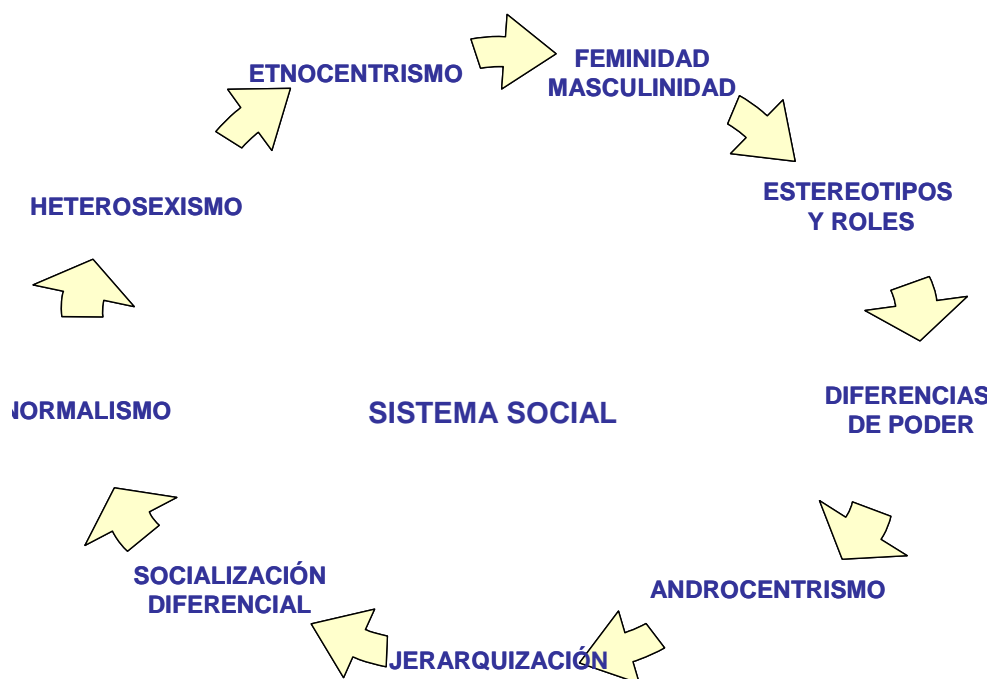 FEMINIDAD
MASCULINIDAD
ESTEREOTIPOS
Y ROLES
DIFERENCIAS
DE PODER
ANDROCENTRISMO
JERARQUIZACIÓN
SOCIALIZACIÓN
DIFERENCIAL
NORMALISMO
HETEROSEXISMO
ETNOCENTRISMO
SISTEMA SOCIAL